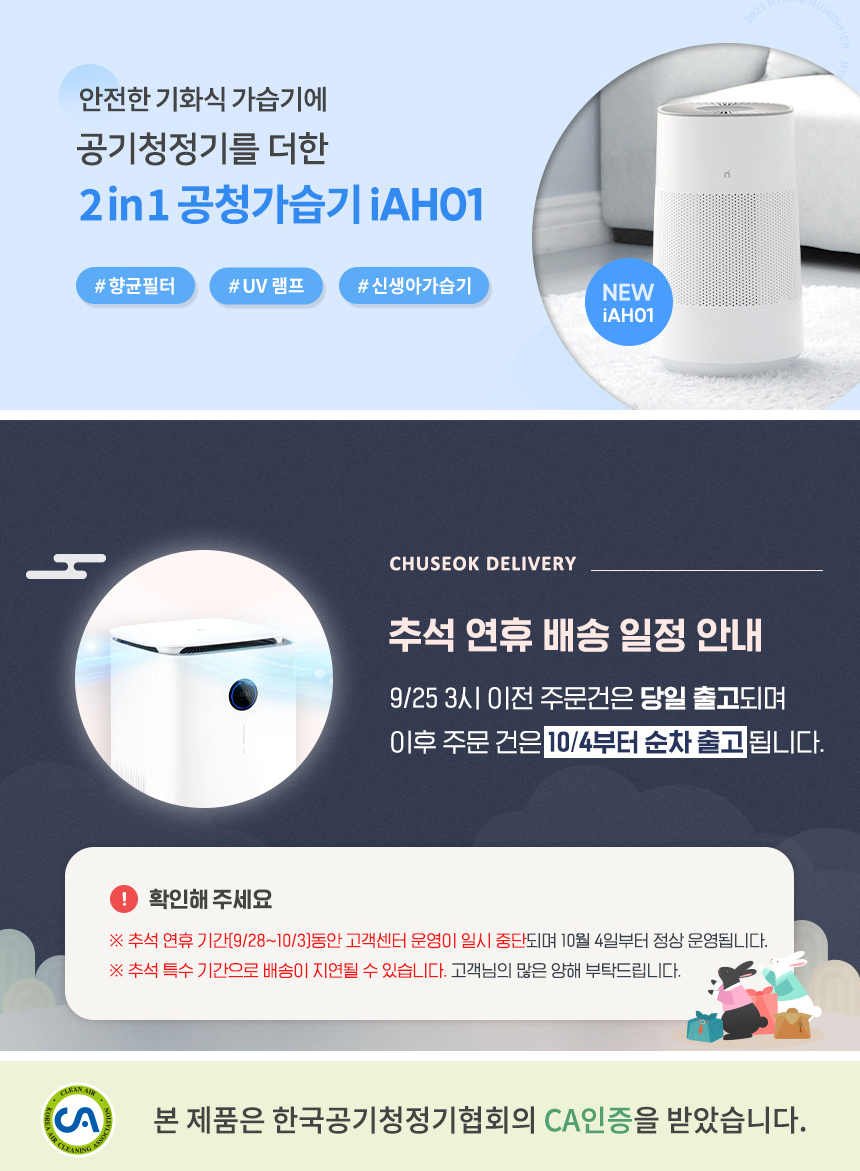 2023 HYBRID HUMIDIFIER
안전한 기화식 가습기에
공기청정기를 더한
2 in 1 공청가습기 iAH01
#향균필터 #UV 램프 #신생아가습기
NEW
iAH01
CHUSEOK DELIVERY
추석 연휴 배송 일정 안내
9/25 3시 이전 주문건은 당일 출고되며
이후 주문 건은 10/4부터 순차 출고 됩니다.
! 확인해 주세요
※ 추석 연휴 기간(9/28~10/3)동안 고객센터 운영이 일시 중단되며 10월 4일부터 정상 운영됩니다.
※ 추석 특수 기간으로 배송이 지연될 수 있습니다. 고객님의 많은 양해 부탁드립니다.
CLEAN AIR
CA
KOREA AIR CLEANING ASSOCIATION
본 제품은 한국공기청정기협회의 CA인증을 받았습니다.